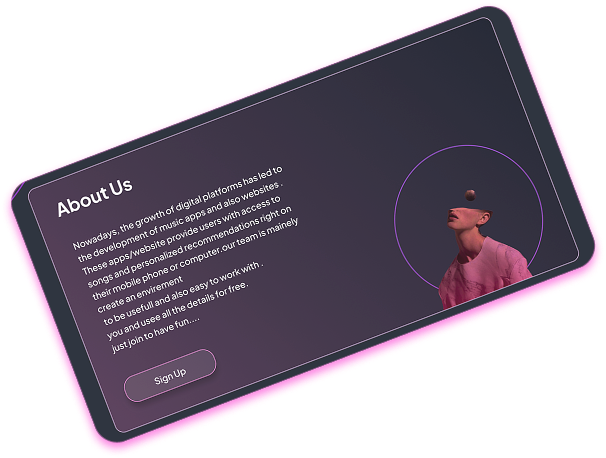 About Us
Nowadays, the growth of digital platforms has led to
the development of music apps and also websites .
These apps/website provide users with access to
songs and personalized recommendations right on
their mobile phone or computer.our team is mainely
create an envirement
to be usefull and also easy to work with .
you and usee all the details for free.
just join to have fun....
Sign Up